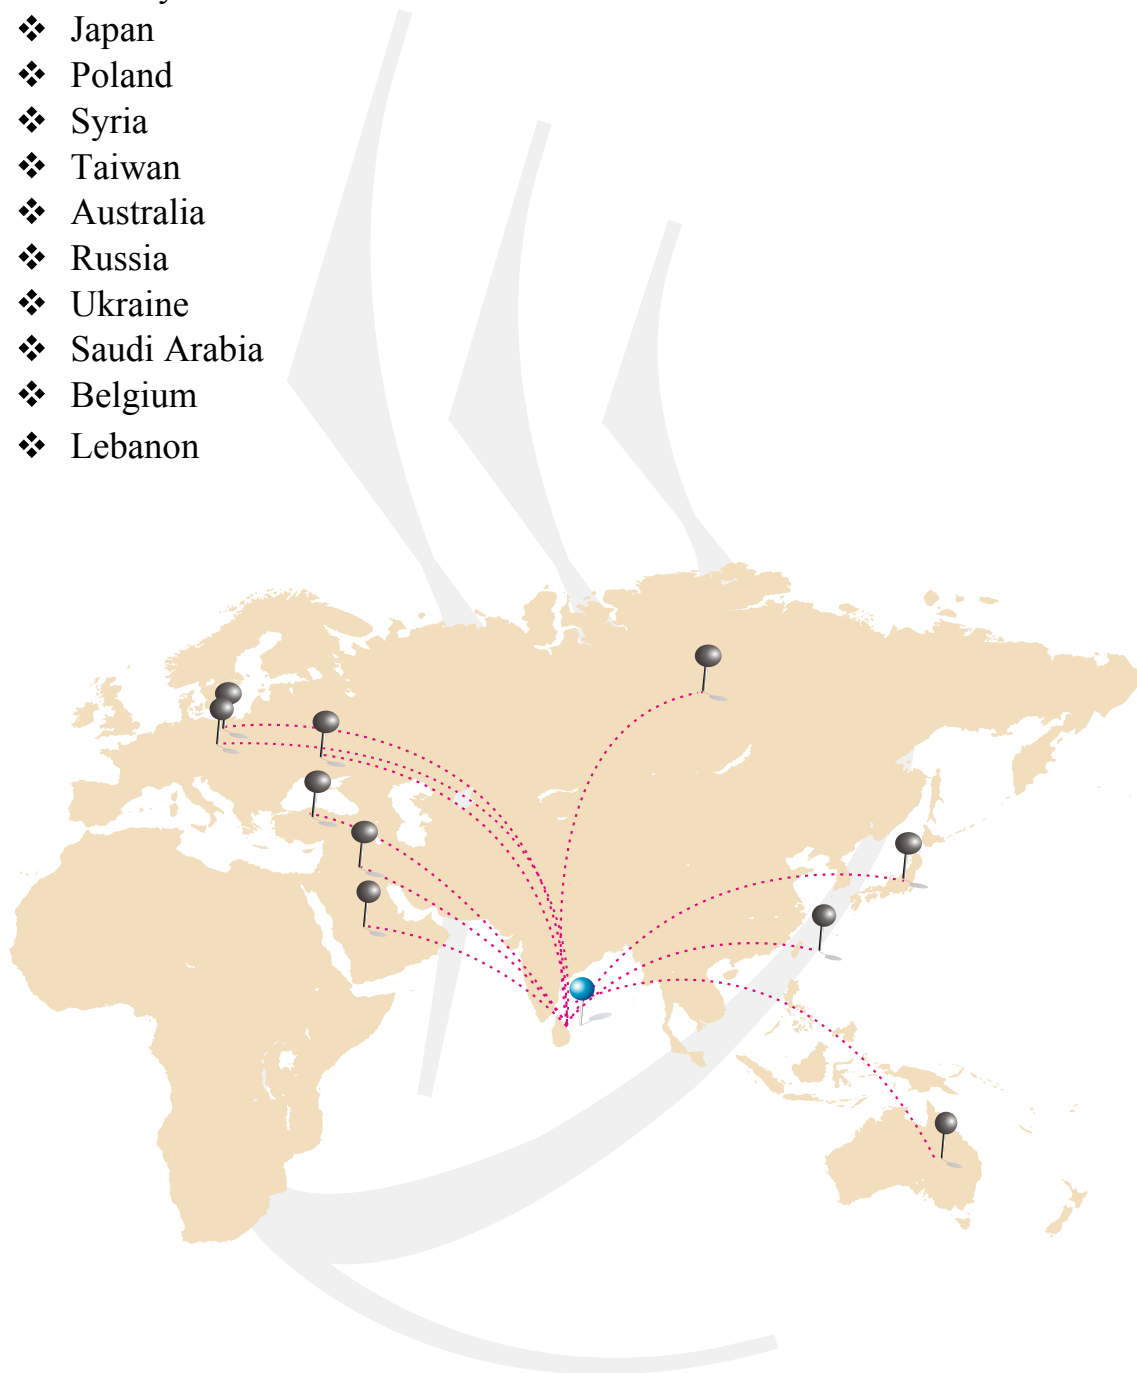 ❖ Japan
❖ Poland
❖ Syria
❖ Taiwan
❖ Australia
❖ Russia
❖ Ukraine
❖ Saudi Arabia
❖ Belgium
❖ Lebanon